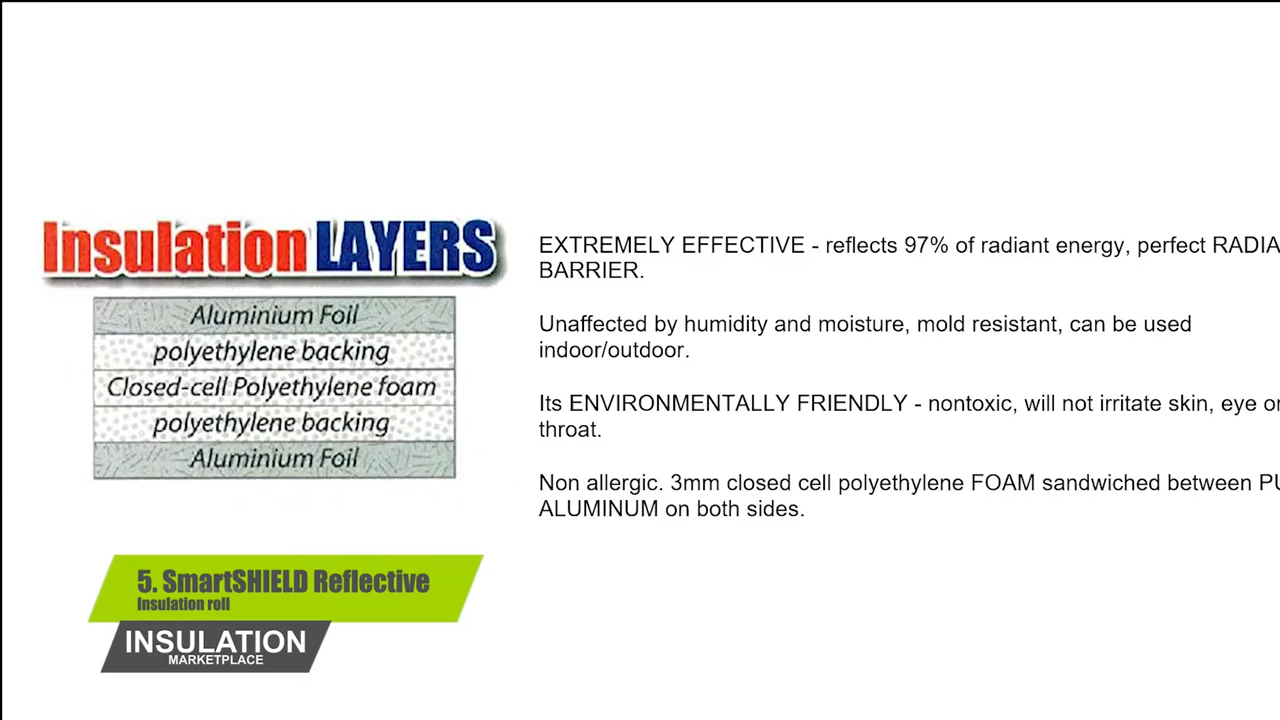 Insulation LAYERS
Aluminium Foil
polyethylene backing
Closed-cell Polyethylene foam
polyethylene backing
Aluminium Foil
EXTREMELY EFFECTIVE - reflects 97% of radiant energy, perfect
BARRIER.
Unaffected by humidity and moisture, mold resistant, can be used
indoor/outdoor.
Its ENVIRONMENTALLY FRIENDLY - nontoxic, will not irritate skin, eye or
throat.
Non allergic. 3mm closed cell polyethylene FOAM sandwiched between
ALUMINUM on both sides.
5. SmartSHIELD Reflective
Insulation roll
INSULATION
MARKETPLACE